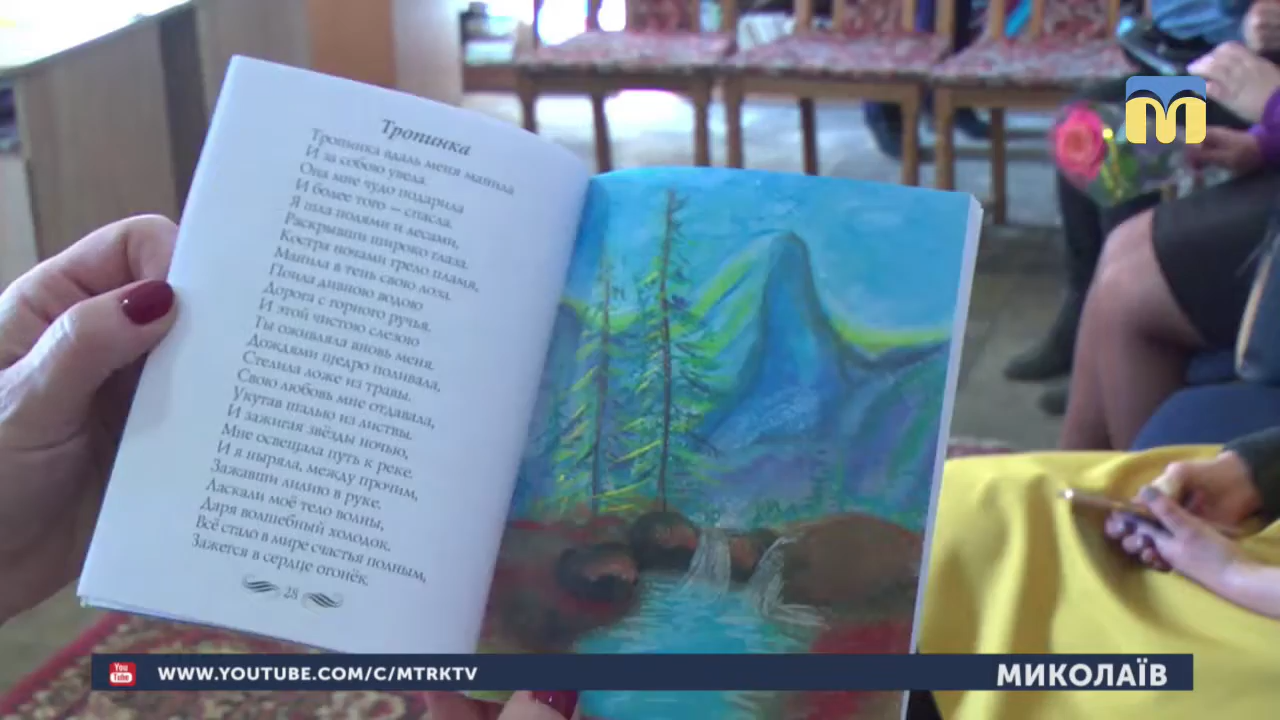 Тропинка
Тропинка вдаль меня манила
И за собою увела.
Она мне чудо подарила
И более того — спасла.
Я шла полями и лесами,
Раскрывши широко глаза.
Костра ночами грело пламя,
Манила в тень свою лоза.
Поила дивною водою
Дорога с горного ручья.
И этой чистою слезою
Ты оживляла вновь меня.
Дождями щедро поливала,
Стелила ложе из травы.
Свою любовь мне отдавала,
Укутав шалью из листвы.
И зажигая звёзды ночью,
Мне освещала путь к реке.
И я ныряла, между прочим,
Зажавши лилию в руке.
Ласкали моё тело волны,
Даря волшебный холодок.
Всё стало в мире счастья полным,
Зажегся в сердце огонёк.
28
М
You Tube
WWW.YOUTUBE.COM/C/MTRKTV
МИКОЛАЇВ